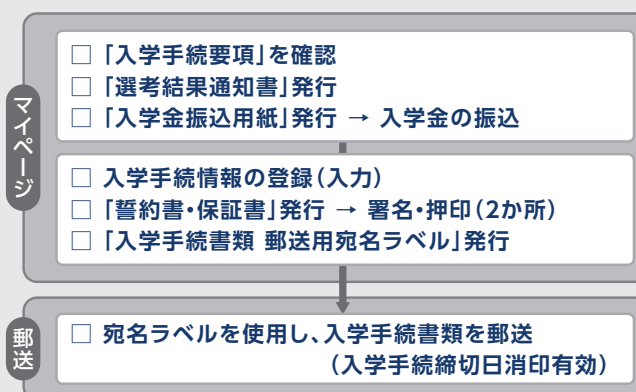 マイページ
□ 「入学手続要項」を確認
□ 「選考結果通知書」発行
□ 「入学金振込用紙」発行 → 入学金の振込
□ 入学手続情報の登録(入力)
□ 「誓約書・保証書」発行 → 署名・押印(2か所)
□ 「入学手続書類 郵送用宛名ラベル」発行
郵送
□ 宛名ラベルを使用し、入学手続書類を郵送
(入学手続締切日消印有効)